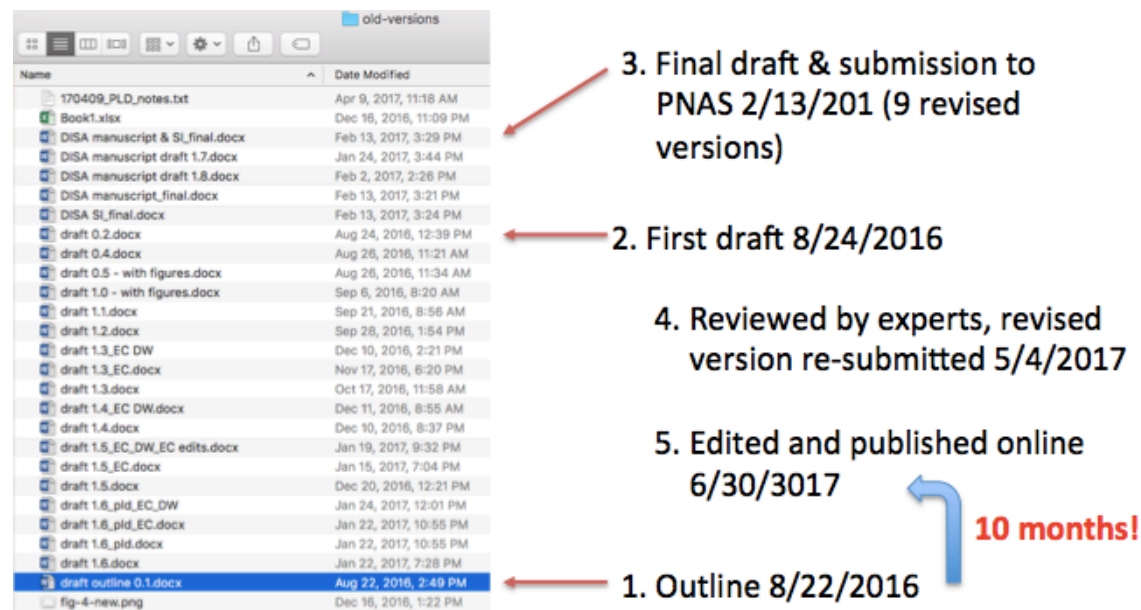 old-versions
Name Date Modified
170409_PLD_notes.txt Apr 9, 2017, 11:18 AM
Book1.xlsx Dec 16, 2016, 11:09 PM
DISA manuscript & SI_final.docx Feb 13, 2017, 3:29 PM
DISA manuscript draft 1.7.docx Jan 24, 2017, 3:44 PM
DISA manuscript draft 1.8.docx Feb 2, 2017, 2:26 PM
DISA manuscript_final.docx Feb 13, 2017, 3:21 PM
DISA SI_final.docx Feb 13, 2017, 3:24 PM
draft 0.2.docx Aug 24, 2016, 12:39 PM
draft 0.4.docx Aug 26, 2016, 11:21 AM
draft 0.5 - with figures.docx Aug 26, 2016, 11:34 AM
draft 1.0 - with figures.docx Sep 6, 2016, 8:20 AM
draft 1.1.docx Sep 21, 2016, 8:56 AM
draft 1.2.docx Sep 28, 2016, 1:54 PM
draft 1.3_EC DW Dec 10, 2016, 2:21 PM
draft 1.3_EC.docx Nov 17, 2016, 6:20 PM
draft 1.3.docx Oct 17, 2016, 11:58 AM
draft 1.4_EC DW.docx Dec 11, 2016, 8:55 AM
draft 1.4.docx Dec 10, 2016, 8:37 PM
draft 1.5_EC_DW_EC edits.docx Jan 19, 2017, 9:32 PM
draft 1.5_EC.docx Jan 15, 2017, 7:04 PM
draft 1.5.docx Dec 20, 2016, 12:21 PM
draft 1.6_pld_EC_DW Jan 24, 2017, 12:01 PM
draft 1.6_pld_EC.docx Jan 22, 2017, 10:55 PM
draft 1.6_pld.docx Jan 22, 2017, 10:55 PM
draft 1.6.docx Jan 22, 2017, 7:28 PM
draft outline 0.1.docx Aug 22, 2016, 2:49 PM
fig-4-new.png Dec 16, 2016, 1:22 PM
3. Final draft & submission to
PNAS 2/13/201 (9 revised
versions)
2. First draft 8/24/2016
4. Reviewed by experts, revised
version re-submitted 5/4/2017
5. Edited and published online
6/30/3017
10 months!
1. Outline 8/22/2016